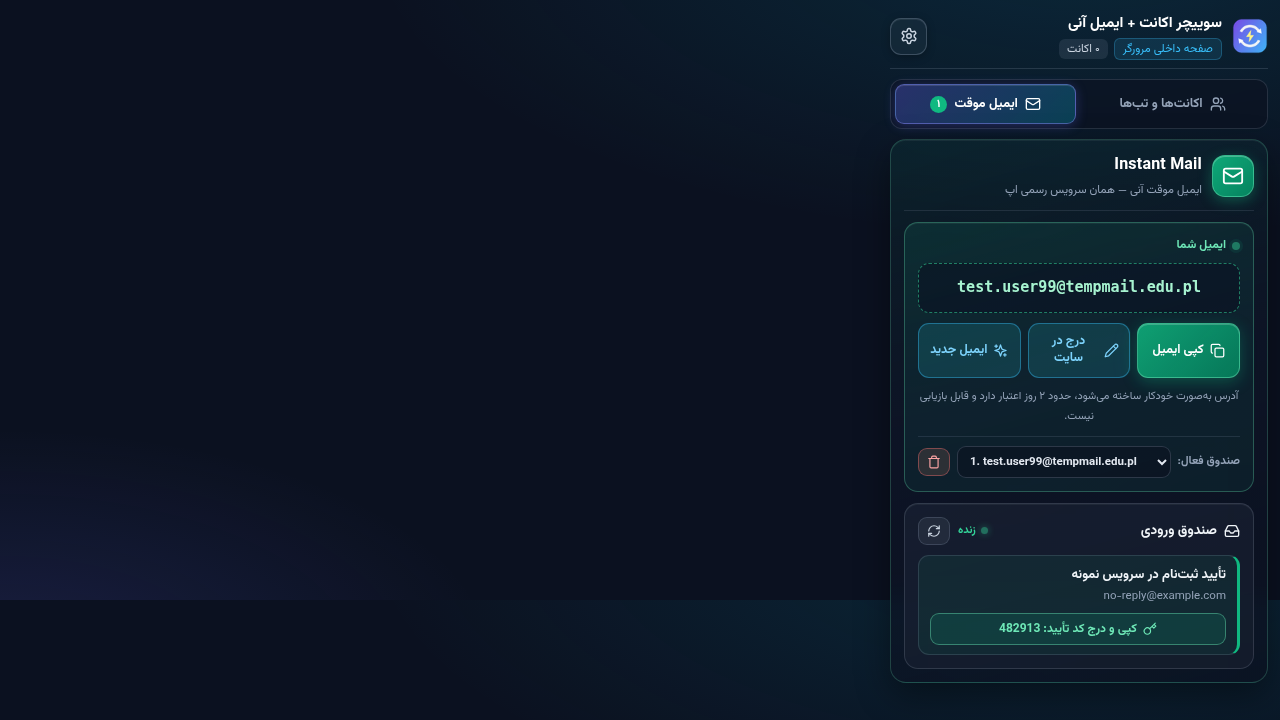 سوییچر اکانت + ایمیل آنی
صفحه داخلی مرورگر
۰ اکانت
اکانت‌ها و تب‌ها
ایمیل موقت
۱
Instant Mail
ایمیل موقت آنی — همان سرویس رسمی اپ
ایمیل شما
test.user99@tempmail.edu.pl
کپی ایمیل
درج در
سایت
ایمیل جدید
آدرس به‌صورت خودکار ساخته می‌شود، حدود ۲ روز اعتبار دارد و قابل بازیابی
نیست.
صندوق فعال:
1. test.user99@tempmail.edu.pl
صندوق ورودی
زنده
تأیید ثبت‌نام در سرویس نمونه
no-reply@example.com
کپی و درج کد تأیید: 482913